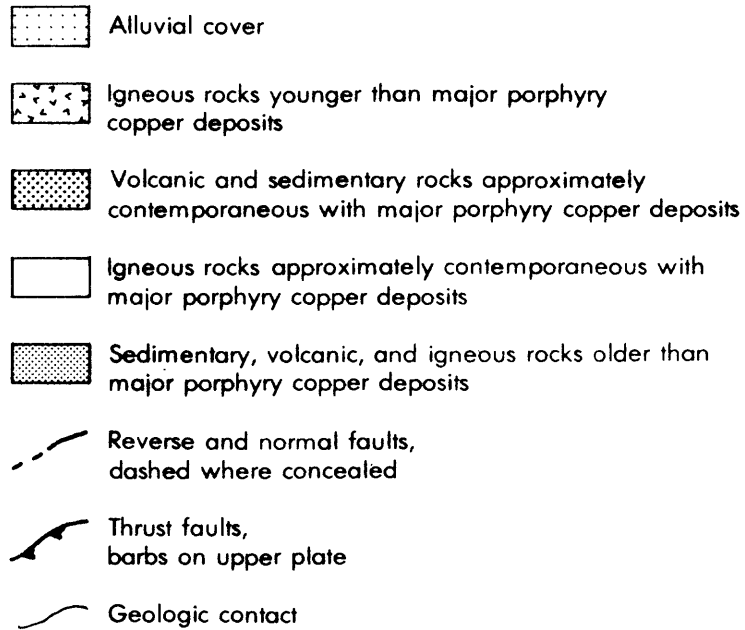 Alluvial cover
Igneous rocks younger than major porphyry
copper deposits
Volcanic and sedimentary rocks approximately
contemporaneous with major porphyry copper deposits
Igneous rocks approximately contemporaneous with
major porphyry copper deposits
Sedimentary, volcanic, and igneous rocks older than
major porphyry copper deposits
Reverse and normal faults,
dashed where concealed
Thrust faults,
barbs on upper plate
Geologic contact